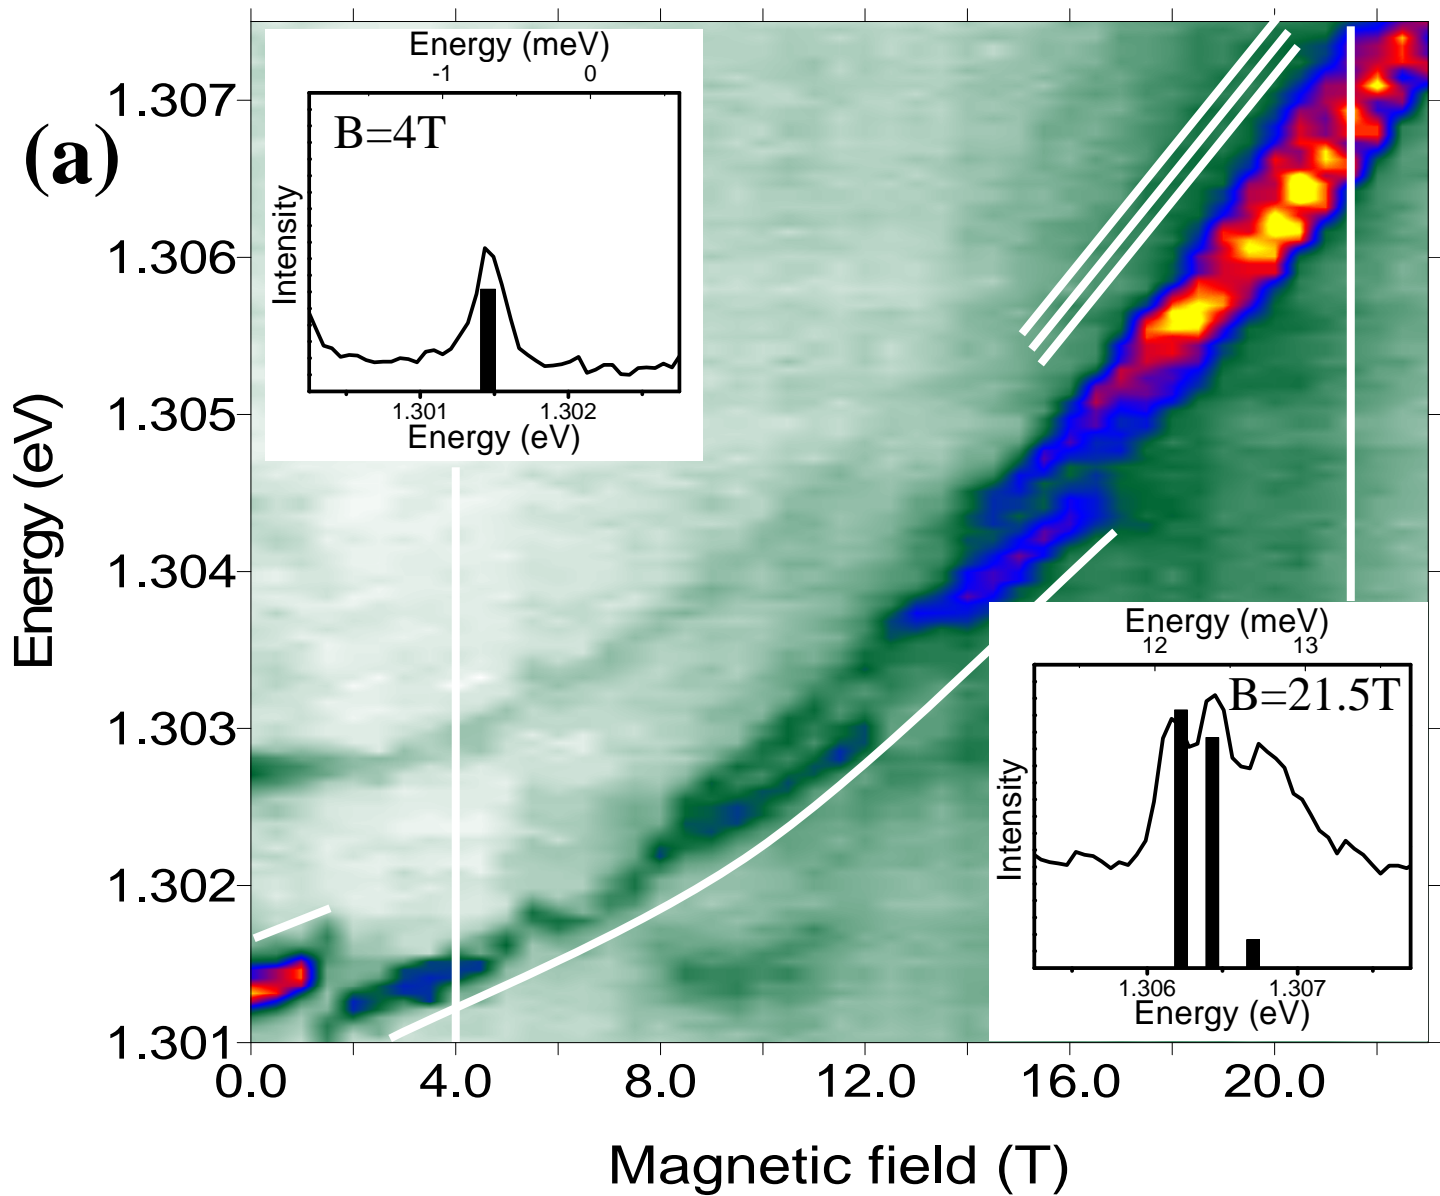 (a)
Energy (meV)
-1 0
B=4T
Intensity
1.301 1.302
Energy (eV)
Energy (eV)
1.307
1.306
1.305
1.304
1.303
1.302
1.301
Energy (meV)
12 13
B=21.5T
Intensity
1.306 1.307
Energy (eV)
0.0 4.0 8.0 12.0 16.0 20.0
Magnetic field (T)